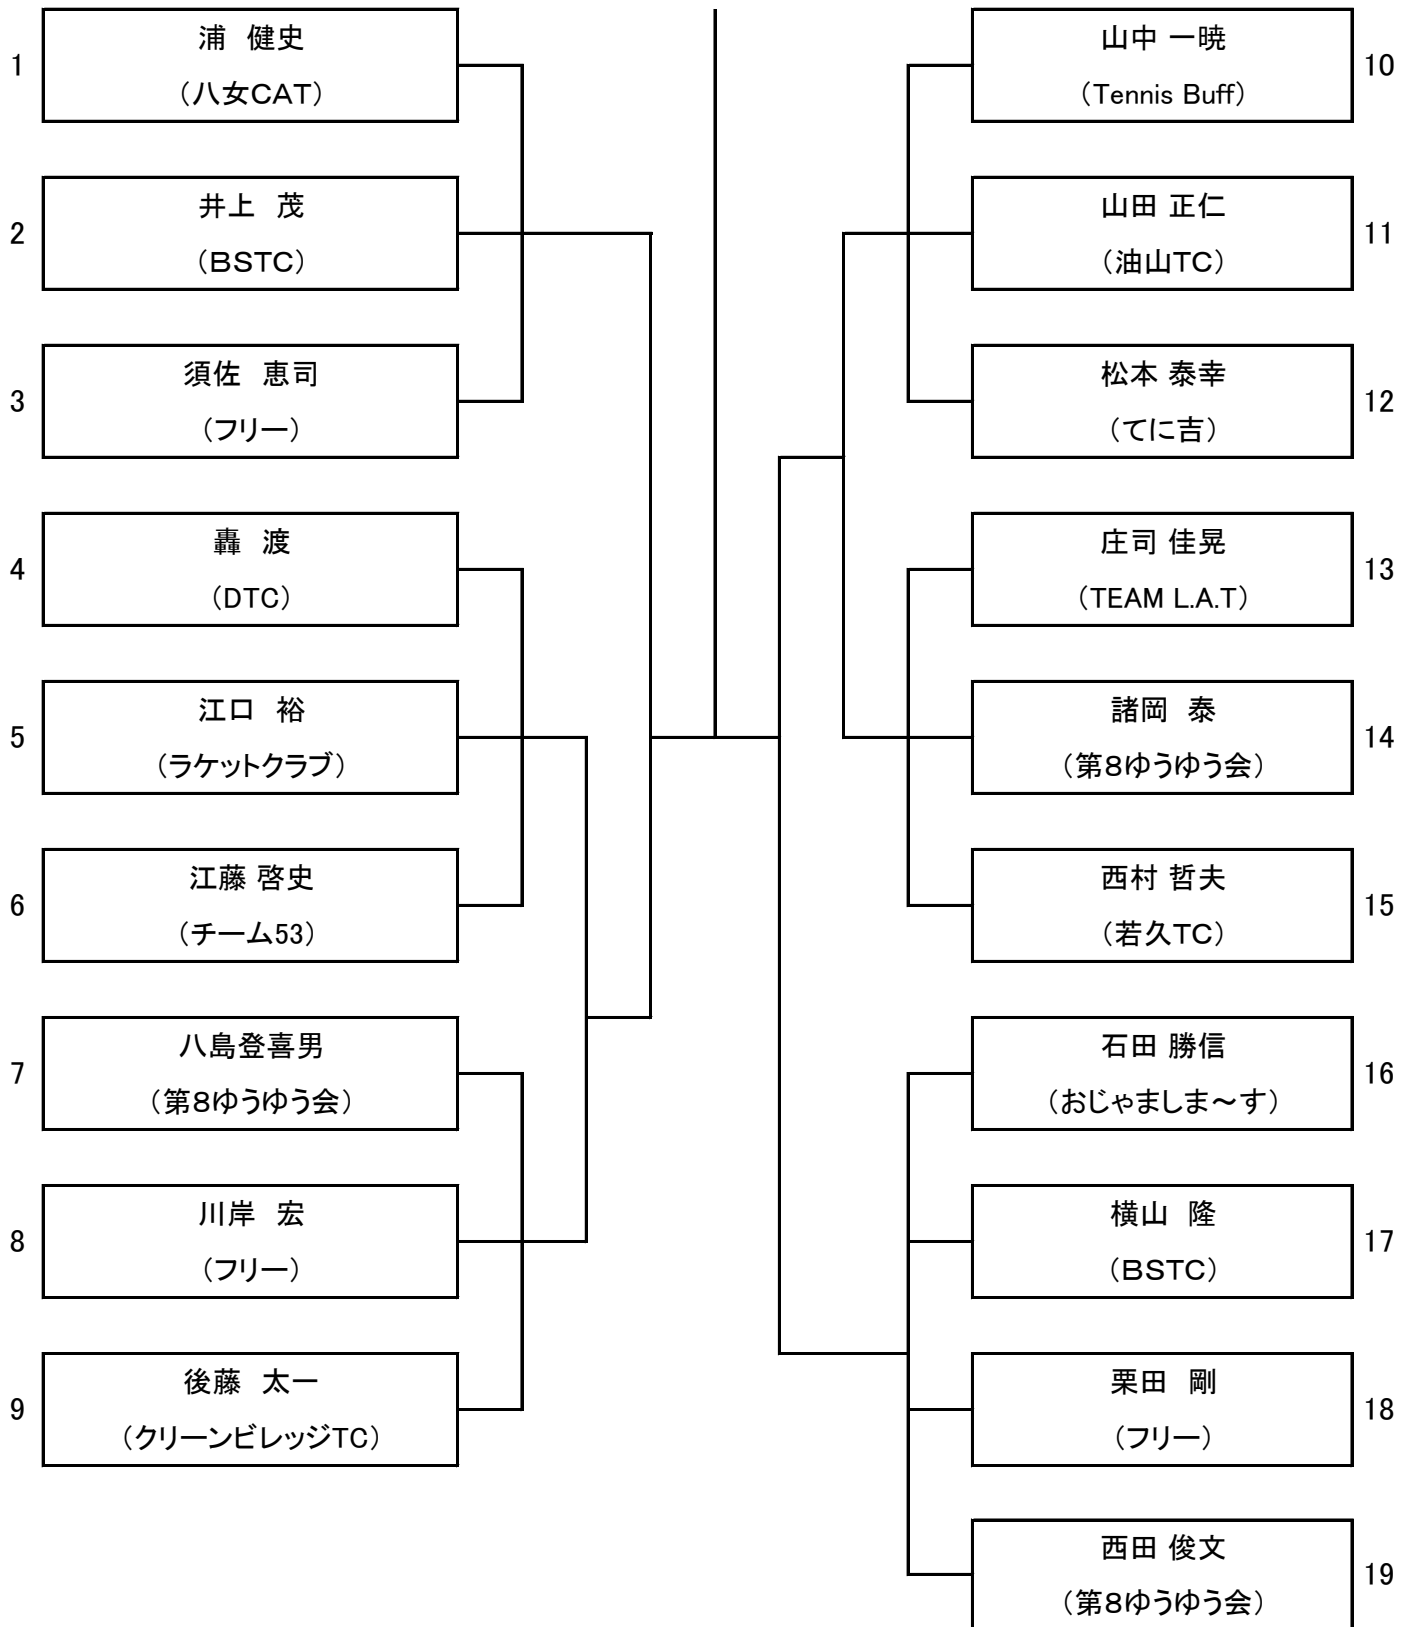 1
浦　健史
（八女CAT）
2
井上　茂
（BSTC）
3
須佐　恵司
（フリー）
4
轟　渡
（DTC）
5
江口　裕
（ラケットクラブ）
6
江藤 啓史
（チーム53）
7
八島登喜男
（第8ゆうゆう会）
8
川岸　宏
（フリー）
9
後藤　太一
（クリーンビレッジTC）
山中 一暁
（Tennis Buff）
10
山田 正仁
（油山TC）
11
松本 泰幸
（てに吉）
12
庄司 佳晃
（TEAM L.A.T）
13
諸岡　泰
（第8ゆうゆう会）
14
西村 哲夫
（若久TC）
15
石田 勝信
（おじゃましま～す）
16
横山　隆
（BSTC）
17
栗田　剛
（フリー）
18
西田 俊文
（第8ゆうゆう会）
19